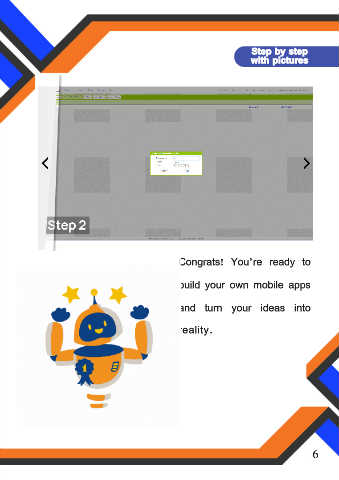 Step by step
with pictures
Step 2
Congrats! You're ready to
build your own mobile apps
and turn your ideas into
reality.
6